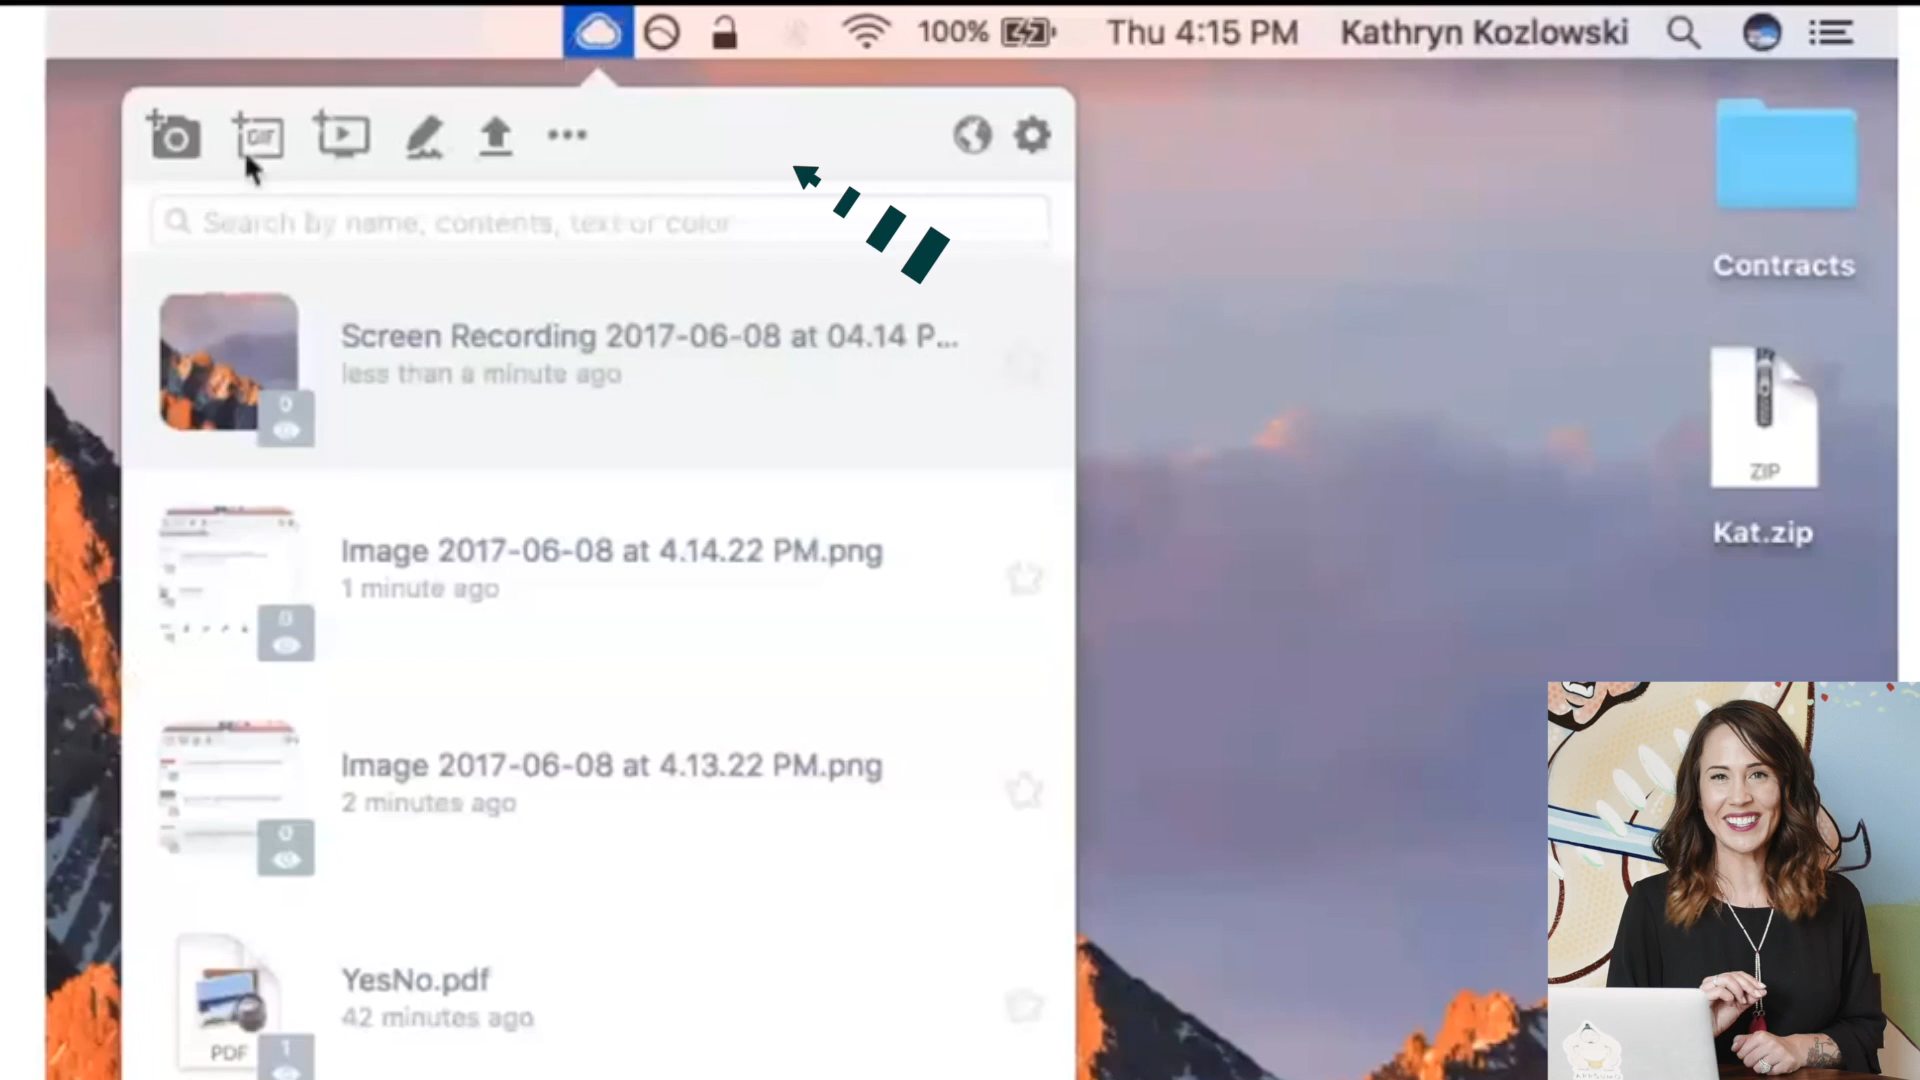 100%
Thu 4:15 PM
Kathryn Kozlowski
GIF
Search by name, contents, text or color
Contracts
Screen Recording 2017-06-08 at 04.14 P...
less than a minute ago
0
ZIP
Kat.zip
Image 2017-06-08 at 4.14.22 PM.png
1 minute ago
0
Image 2017-06-08 at 4.13.22 PM.png
2 minutes ago
0
YesNo.pdf
42 minutes ago
PDF
1